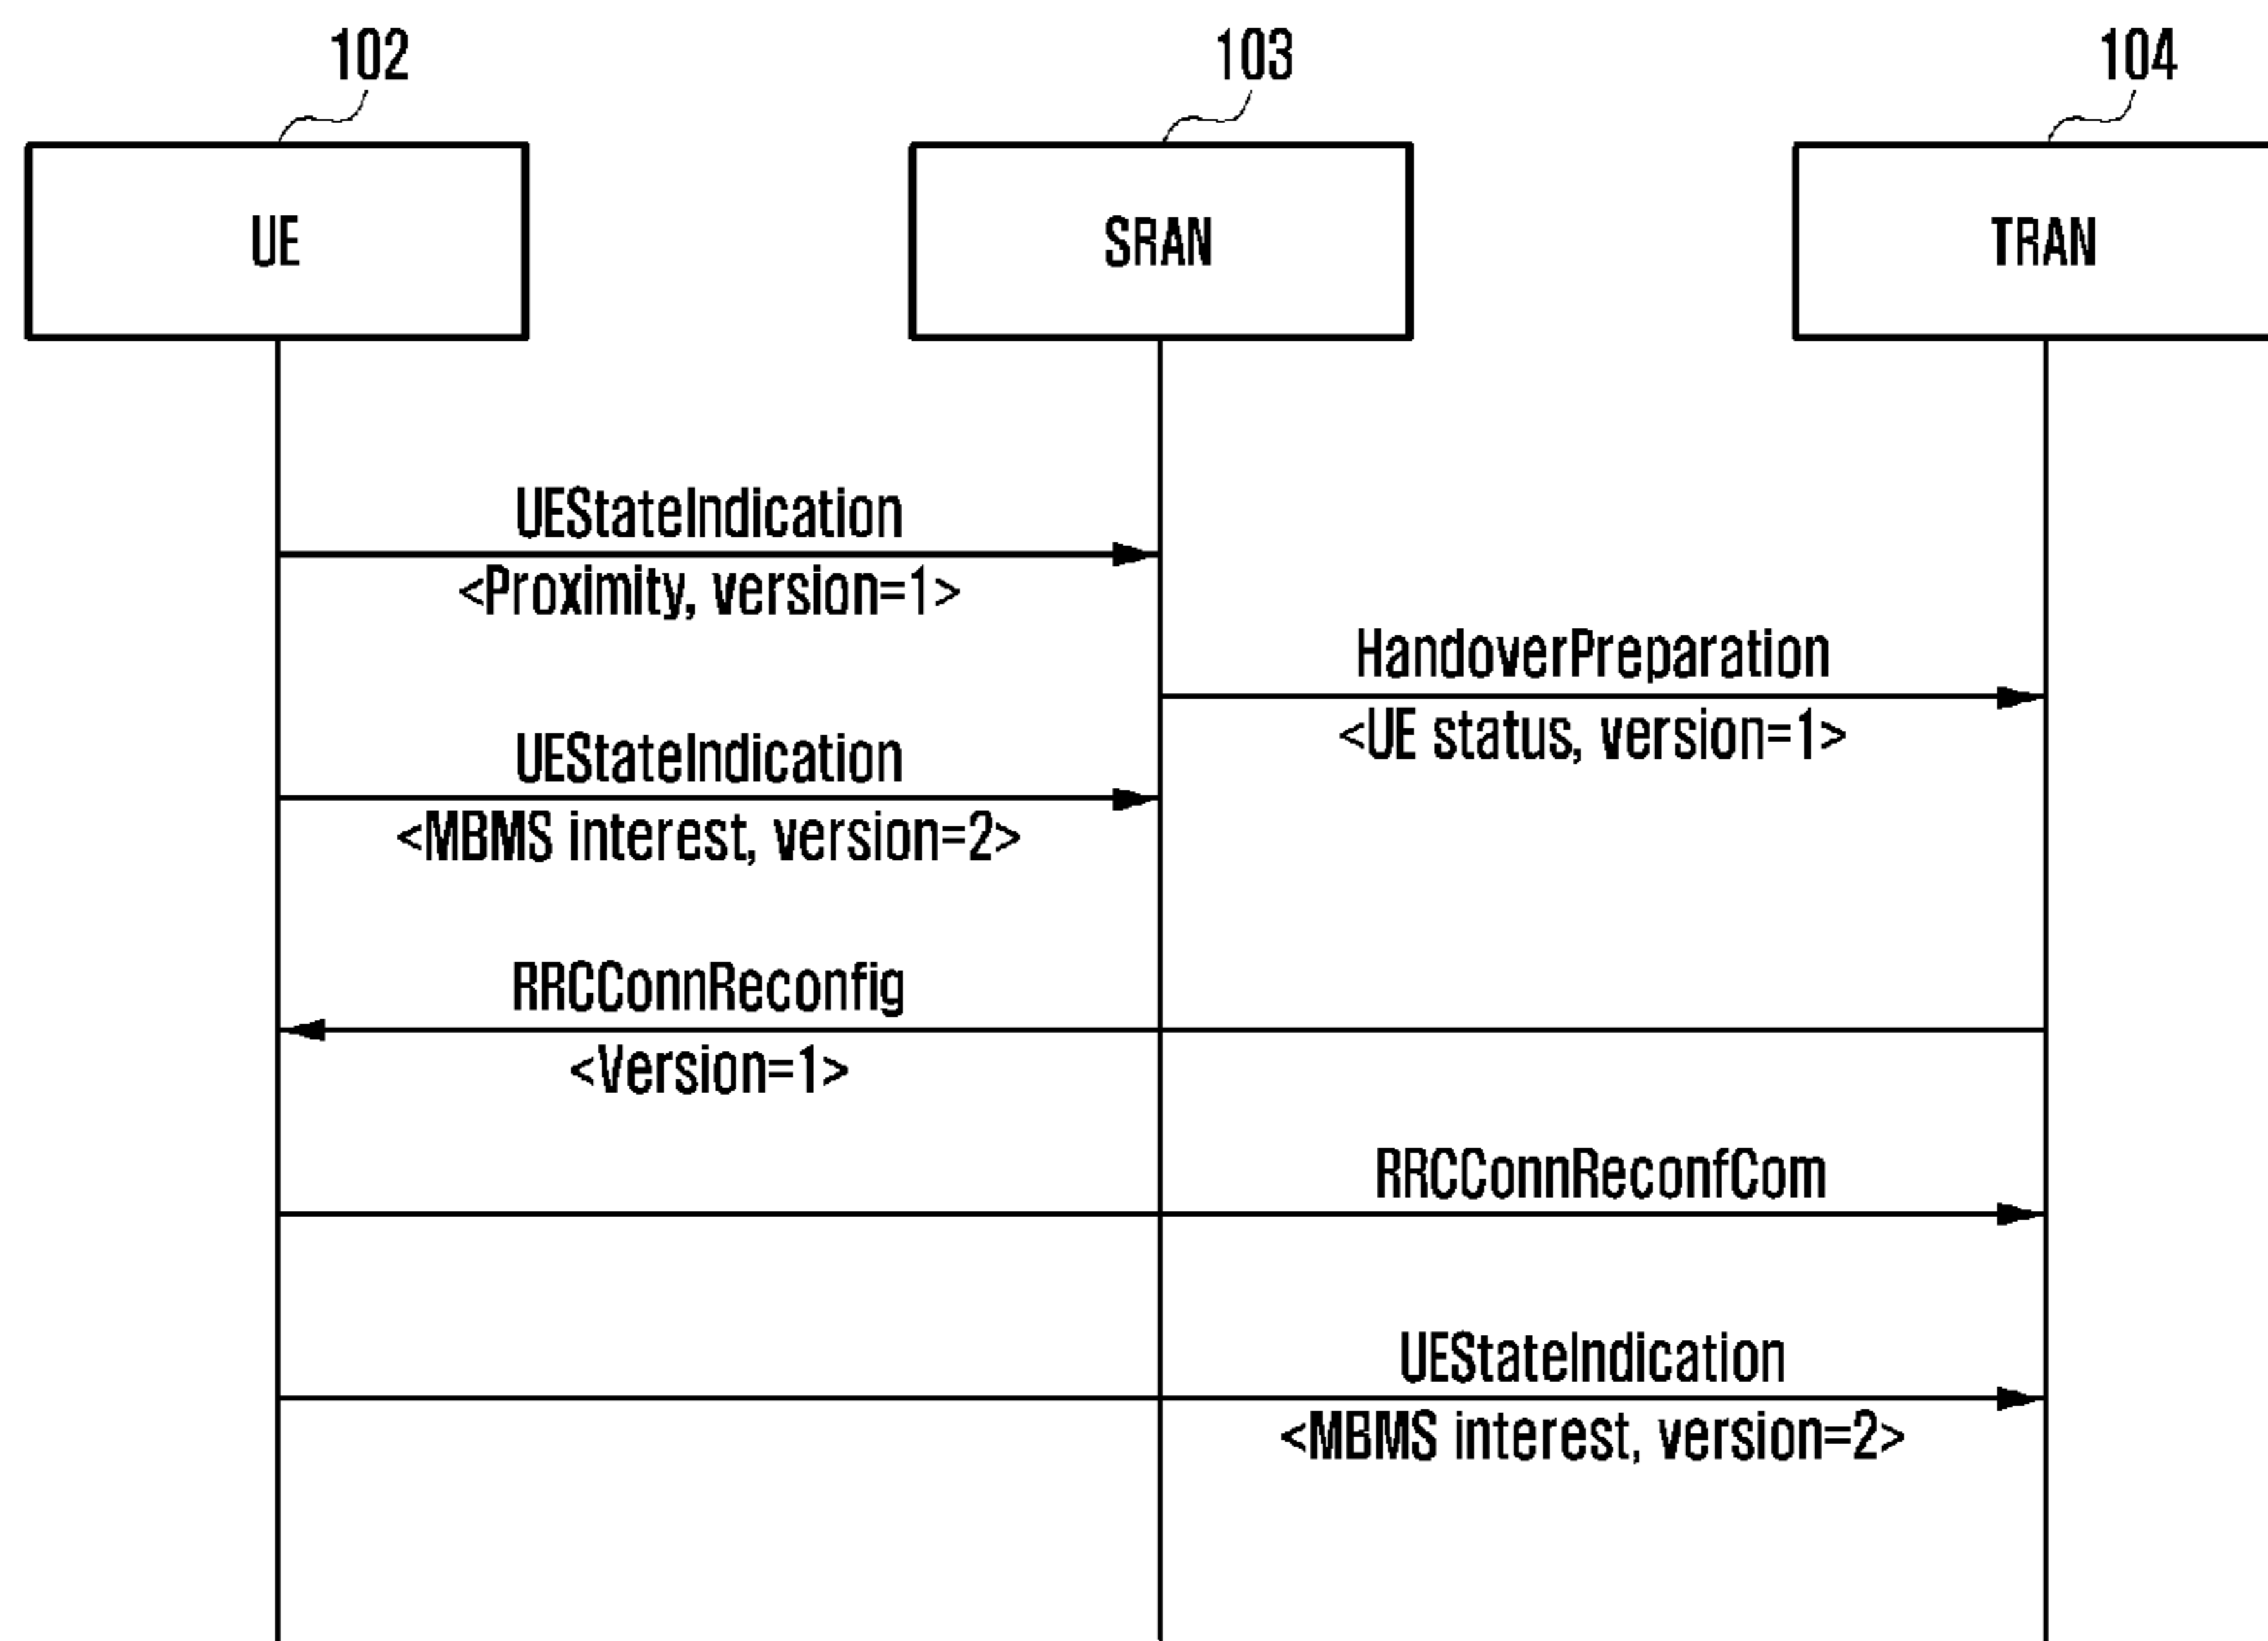 102
103
104
UE
SRAN
TRAN
UEStateIndication
<Proximity, version=1>
HandoverPreparation
<UE status, version=1>
UEStateIndication
<MBMS interest, version=2>
RRCConnReconfig
<Version=1>
RRCConnReconfCom
UEStateIndication
<MBMS interest, version=2>